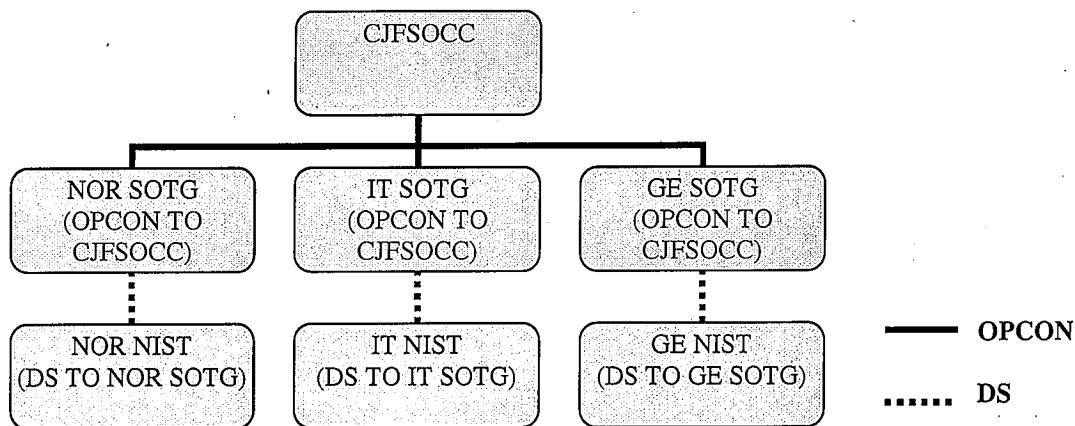 CJFSOCC
NOR SOTG
(OPCON TO
CJFSOCC)
IT SOTG
(OPCON TO
CJFSOCC)
GE SOTG
(OPCON TO
CJFSOCC)
NOR NIST
(DS TO NOR SOTG)
IT NIST
(DS TO IT SOTG)
GE NIST
(DS TO GE SOTG)
OPCON
DS